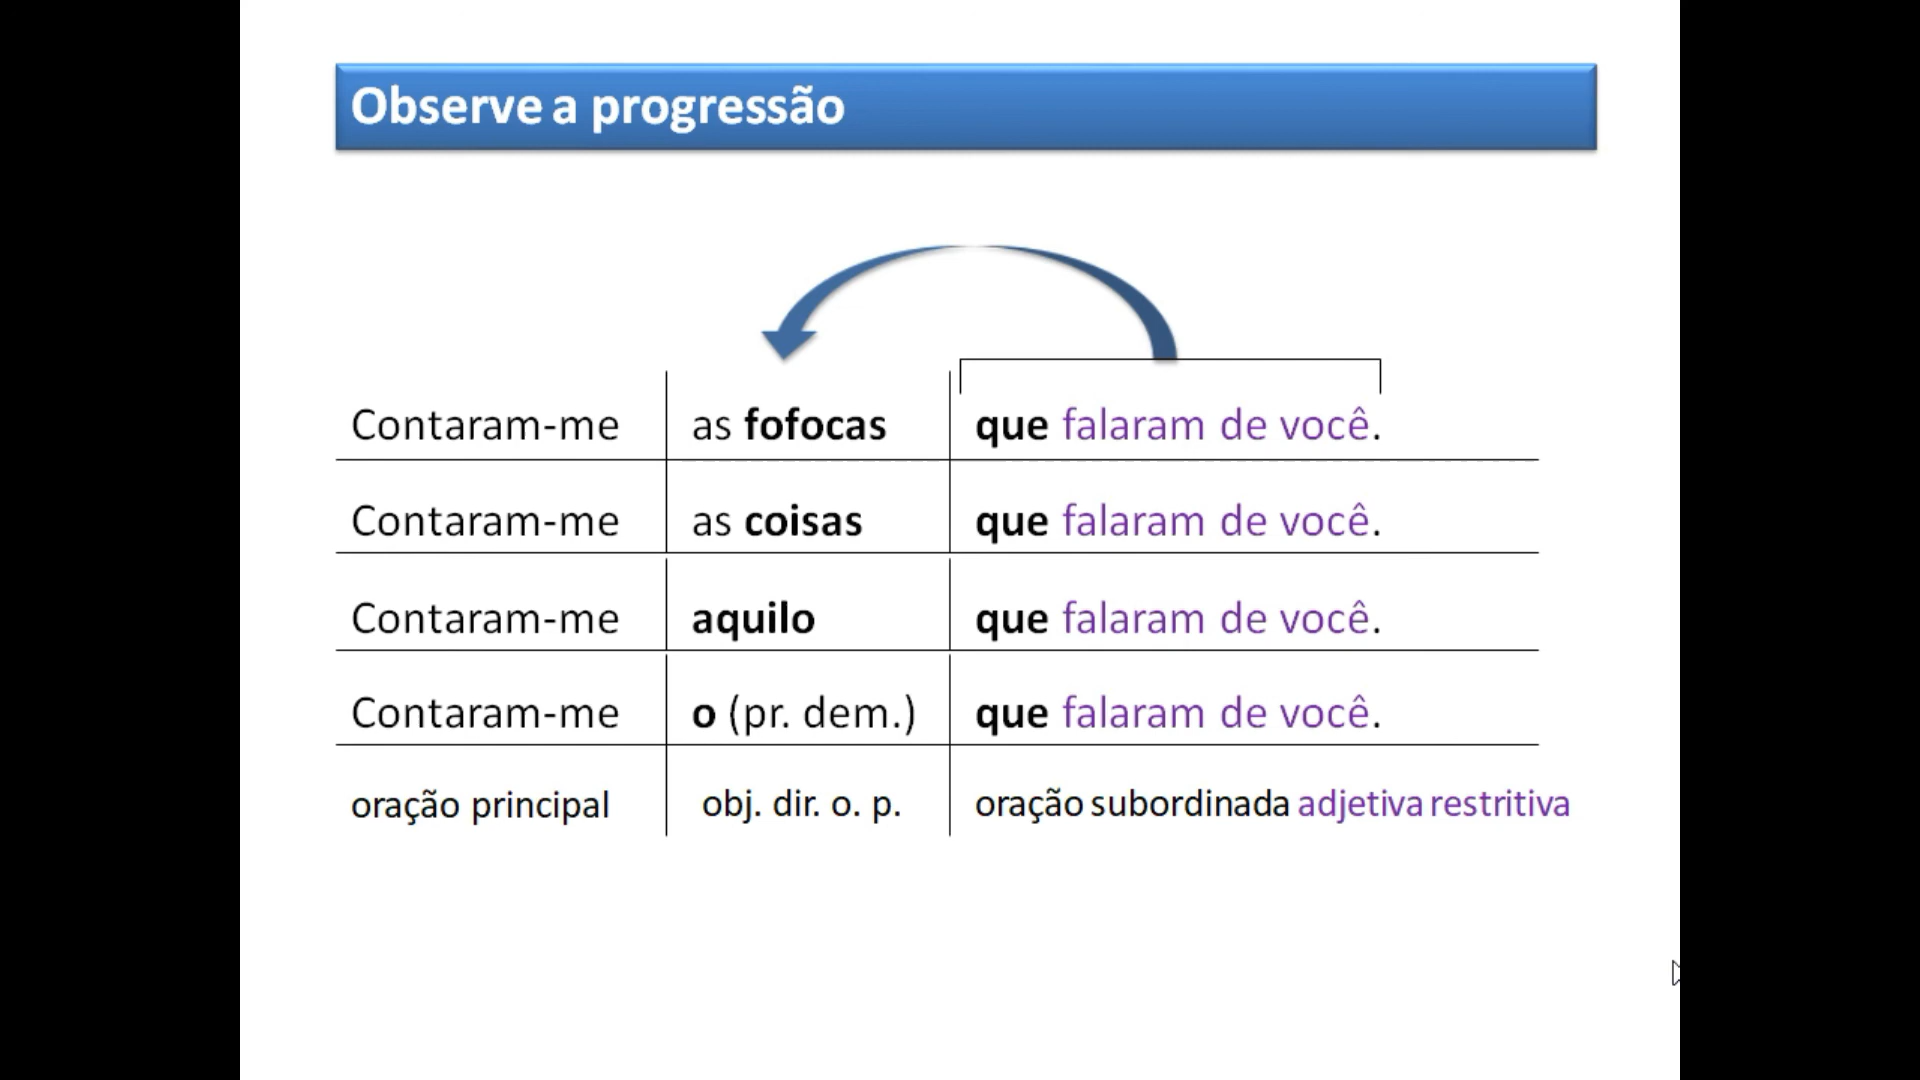 Observe a progressão
Contaram-me as fofocas que falaram de você.
Contaram-me as coisas que falaram de você.
Contaram-me aquilo que falaram de você.
Contaram-me o (pr. dem.) que falaram de você.
oração principal obj. dir. o. p. oração subordinada adjetiva restritiva